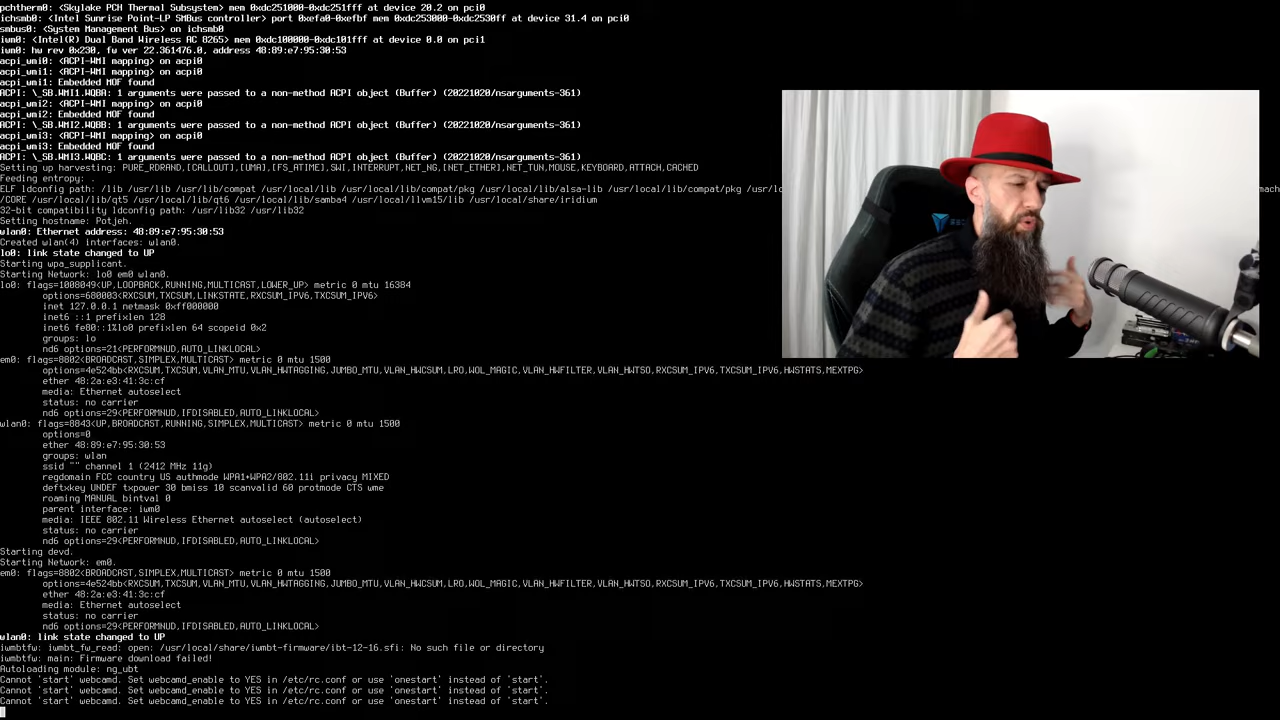 pchtherm0: <Skylake PCH Thermal Subsystem> mem 0xdc251000-0xdc251fff at device 20.2 on pci0
ichsmb0: <Intel Sunrise Point-LP SMBus controller> port 0xefa0-0xefbf mem 0xdc253000-0xdc2530ff at device 31.4 on pci0
smbus0: <System Management Bus> on ichsmb0
iwm0: <Intel(R) Dual Band Wireless AC 8265> mem 0xdc100000-0xdc101fff at device 0.0 on pci1
iwm0: hw rev 0x230, fw ver 22.361476.0, address 48:89:e7:95:30:53
acpi_wmi0: <ACPI-WMI mapping> on acpi0
acpi_wmi1: <ACPI-WMI mapping> on acpi0
acpi_wmi1: Embedded MOF found
ACPI: \_SB.WMI1.WQBA: 1 arguments were passed to a non-method ACPI object (Buffer) (20221020/nsarguments-361)
acpi_wmi2: <ACPI-WMI mapping> on acpi0
acpi_wmi2: Embedded MOF found
ACPI: \_SB.WMI2.WQBB: 1 arguments were passed to a non-method ACPI object (Buffer) (20221020/nsarguments-361)
acpi_wmi3: <ACPI-WMI mapping> on acpi0
acpi_wmi3: Embedded MOF found
ACPI: \_SB.WMI3.WQBC: 1 arguments were passed to a non-method ACPI object (Buffer) (20221020/nsarguments-361)
Setting up harvesting: PURE_RDRAND,[CALLOUT],[UMA],[FS_ATIME],SWI,INTERRUPT,NET_NG,[NET_ETHER],NET_TUN,MOUSE,KEYBOARD,ATTACH,CACHED
Feeding entropy: .
ELF ldconfig path: /lib /usr/lib /usr/lib/compat /usr/local/lib /usr/local/lib/compat/pkg /usr/local/lib/alsa-lib /usr/local/lib/compat/pkg /usr/lo mach
/CORE /usr/local/lib/qt5 /usr/local/lib/qt6 /usr/local/lib/samba4 /usr/local/llvm15/lib /usr/local/share/iridium
32-bit compatibility ldconfig path: /usr/lib32 /usr/lib32
Setting hostname: Potjeh.
wlan0: Ethernet address: 48:89:e7:95:30:53
Created wlan(4) interfaces: wlan0.
lo0: link state changed to UP
Starting wpa_supplicant.
Starting Network: lo0 em0 wlan0.
lo0: flags=1008049<UP,LOOPBACK,RUNNING,MULTICAST,LOWER_UP> metric 0 mtu 16384
options=680003<RXCSUM,TXCSUM,LINKSTATE,RXCSUM_IPV6,TXCSUM_IPV6>
inet 127.0.0.1 netmask 0xff000000
inet6 ::1 prefixlen 128
inet6 fe80::1%lo0 prefixlen 64 scopeid 0x2
groups: lo
nd6 options=21<PERFORMNUD,AUTO_LINKLOCAL>
em0: flags=8802<BROADCAST,SIMPLEX,MULTICAST> metric 0 mtu 1500
options=4e524bb<RXCSUM,TXCSUM,VLAN_MTU,VLAN_HWTAGGING,JUMBO_MTU,VLAN_HWCSUM,LRO,WOL_MAGIC,VLAN_HWFILTER,VLAN_HWTSO,RXCSUM_IPV6,TXCSUM_IPV6,HWSTATS,MEXTPG>
ether 48:2a:e3:41:3c:cf
media: Ethernet autoselect
status: no carrier
nd6 options=29<PERFORMNUD,IFDISABLED,AUTO_LINKLOCAL>
wlan0: flags=8843<UP,BROADCAST,RUNNING,SIMPLEX,MULTICAST> metric 0 mtu 1500
options=0
ether 48:89:e7:95:30:53
groups: wlan
ssid "" channel 1 (2412 MHz 11g)
regdomain FCC country US authmode WPA1+WPA2/802.11i privacy MIXED
deftxkey UNDEF txpower 30 bmiss 10 scanvalid 60 protmode CTS wme
roaming MANUAL bintval 0
parent interface: iwm0
media: IEEE 802.11 Wireless Ethernet autoselect (autoselect)
status: no carrier
nd6 options=29<PERFORMNUD,IFDISABLED,AUTO_LINKLOCAL>
Starting devd.
Starting Network: em0.
em0: flags=8802<BROADCAST,SIMPLEX,MULTICAST> metric 0 mtu 1500
options=4e524bb<RXCSUM,TXCSUM,VLAN_MTU,VLAN_HWTAGGING,JUMBO_MTU,VLAN_HWCSUM,LRO,WOL_MAGIC,VLAN_HWFILTER,VLAN_HWTSO,RXCSUM_IPV6,TXCSUM_IPV6,HWSTATS,MEXTPG>
ether 48:2a:e3:41:3c:cf
media: Ethernet autoselect
status: no carrier
nd6 options=29<PERFORMNUD,IFDISABLED,AUTO_LINKLOCAL>
wlan0: link state changed to UP
iwmbtfw: iwmbt_fw_read: open: /usr/local/share/iwmbt-firmware/ibt-12-16.sfi: No such file or directory
iwmbtfw: main: Firmware download failed!
Autoloading module: ng_ubt
Cannot 'start' webcamd. Set webcamd_enable to YES in /etc/rc.conf or use 'onestart' instead of 'start'.
Cannot 'start' webcamd. Set webcamd_enable to YES in /etc/rc.conf or use 'onestart' instead of 'start'.
Cannot 'start' webcamd. Set webcamd_enable to YES in /etc/rc.conf or use 'onestart' instead of 'start'.